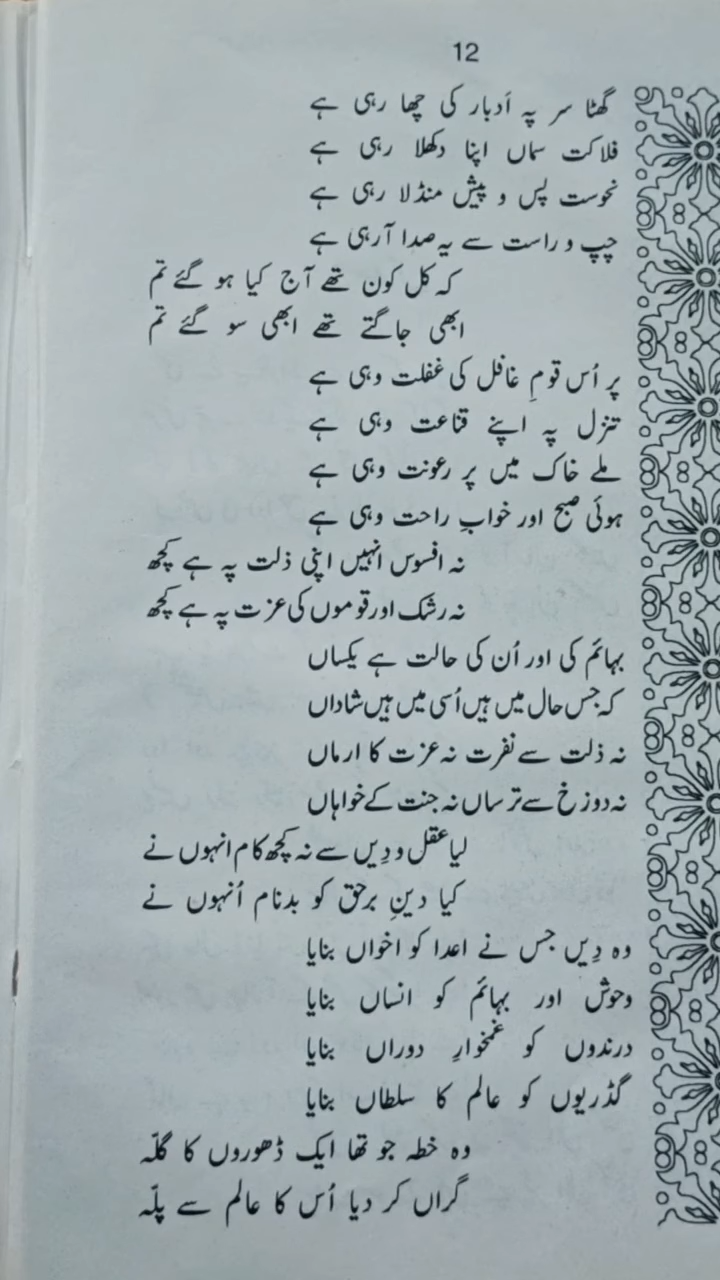 12
گھٹا سر پہ اَدبار کی چھا رہی ہے
فلاکت سماں اپنا دکھلا رہی ہے
نحوست پس و پیش منڈلا رہی ہے
چپ و راست سے یہ صدا آرہی ہے
کہ کل کون تھے آج کیا ہو گئے تم
ابھی جاگتے تھے ابھی سو گئے تم
پر اُس قومِ غافل کی غفلت وہی ہے
تنزل پہ اپنے قناعت وہی ہے
ملے خاک میں پر رعونت وہی ہے
ہوئی صبح اور خوابِ راحت وہی ہے
نہ افسوس انہیں اپنی ذلت پہ ہے کچھ
نہ رشک اور قوموں کی عزت پہ ہے کچھ
بہائم کی اور اُن کی حالت ہے یکساں
کہ جس حال میں ہیں اُسی میں ہیں شاداں
نہ ذلت سے نفرت نہ عزت کا ارماں
نہ دوزخ سے ترساں نہ جنت کے خواہاں
لیا عقل و دِیں سے نہ کچھ کام انہوں نے
کیا دینِ برحق کو بدنام اُنہوں نے
وہ دِیں جس نے اعدا کو اخواں بنایا
وحوش اور بہائم کو انساں بنایا
درندوں کو غمخوارِ دوراں بنایا
گڈریوں کو عالم کا سلطاں بنایا
وہ خطہ جو تھا ایک ڈھوروں کا گلّہ
گراں کر دیا اُس کا عالم سے پلّہ